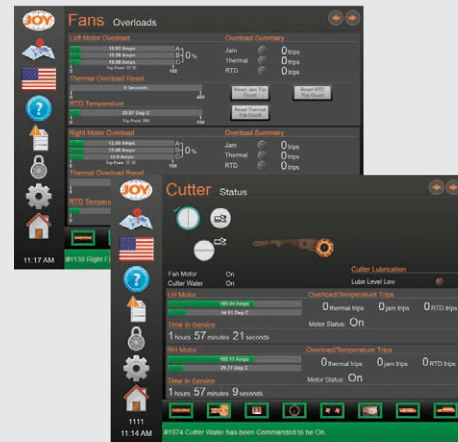 JOY
Fans Overloads
Left Motor Overload
Overload Summary
A
B
C
0 %
Jam 0 trips
Thermal 0 trips
RTD 0 trips
0
100
Thermal Overload Reset
0 Seconds
Reset Jam Trip Count
Reset RTD Trip Count
Reset Thermal Trip Count
RTD Temperature
Right Motor Overload
Overload Summary
A
B
C
0 %
Jam 0 trips
Thermal 0 trips
RTD 0 trips
Thermal Overload Reset
11:17 AM
JOY
Cutter Status
Fan Motor On
Cutter Water On
Cutter Lubrication
Lube Level Low
LH Motor
Overload/Temperature Trips
0 thermal trips 0 jam trips 0 RTD trips
Time in Service
Motor Status: On
1 hours 57 minutes 21 seconds
RH Motor
Overload/Temperature Trips
0 thermal trips 0 jam trips 0 RTD trips
Time in Service
Motor Status: On
1 hours 57 minutes 9 seconds
1111
11:14 AM
#1974 Cutter Water has been Commanded to be On.